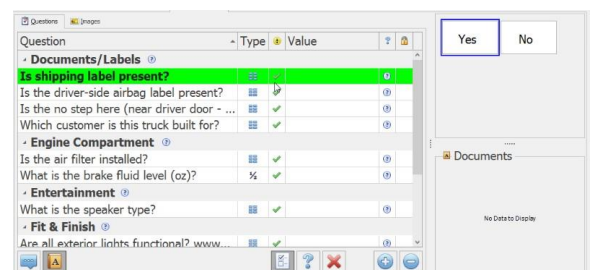 Questions Images
Question Type Value
Documents/Labels
Is shipping label present?
Is the driver-side airbag label present?
Is the no step here (near driver door - ...
Which customer is this truck built for?
Engine Compartment
Is the air filter installed?
What is the brake fluid level (oz)?
Entertainment
What is the speaker type?
Fit & Finish
Are all exterior lights functional? www...
Yes No
Documents
No Data to Display